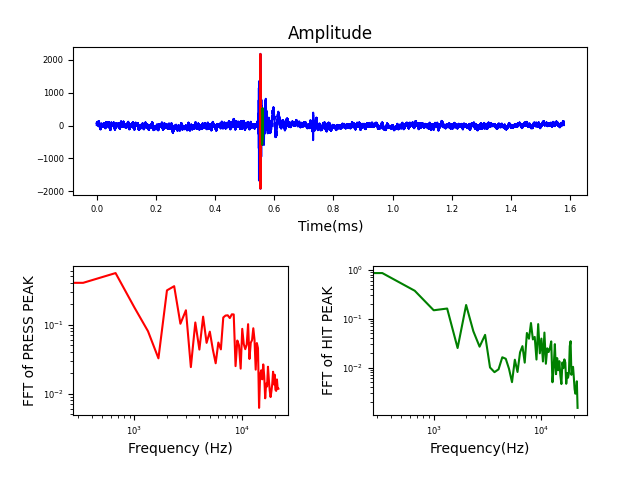 Amplitude
2000
1000
0
−1000
−2000
0.0 0.2 0.4 0.6 0.8 1.0 1.2 1.4 1.6
Time(ms)
FFT of PRESS PEAK
10⁻¹
10⁻²
10³ 10⁴
Frequency (Hz)
FFT of HIT PEAK
10⁰
10⁻¹
10⁻²
10³ 10⁴
Frequency(Hz)